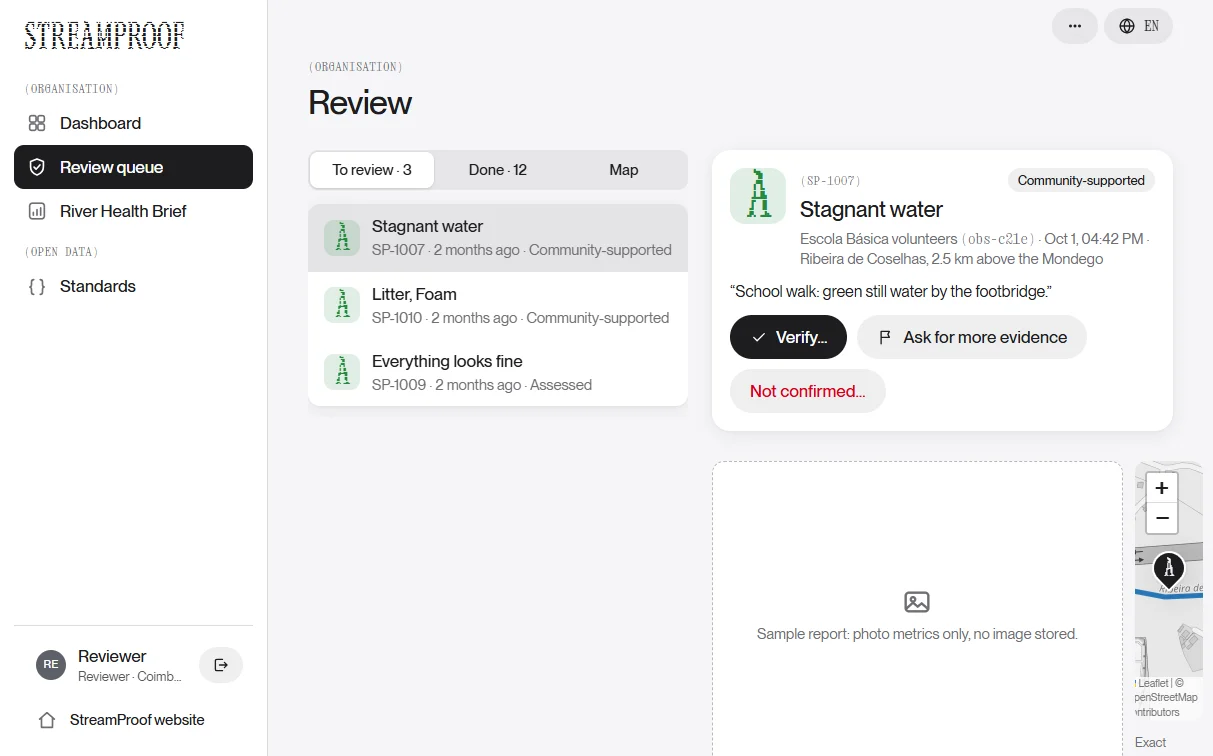 STREAMPROOF
(ORGANISATION)
Dashboard
Review queue
River Health Brief
(OPEN DATA)
Standards
RE
Reviewer
Reviewer · Coimb...
StreamProof website
EN
(ORGANISATION)
Review
To review · 3
Done · 12
Map
Stagnant water
SP-1007 · 2 months ago · Community-supported
Litter, Foam
SP-1010 · 2 months ago · Community-supported
Everything looks fine
SP-1009 · 2 months ago · Assessed
(SP-1007)
Community-supported
Stagnant water
Escola Básica volunteers (obs-c21e) · Oct 1, 04:42 PM ·
Ribeira de Coselhas, 2.5 km above the Mondego
“School walk: green still water by the footbridge.”
Verify...
Ask for more evidence
Not confirmed...
Sample report: photo metrics only, no image stored.
+
−
Leaflet | ©
penStreetMap
ntributors
Exact